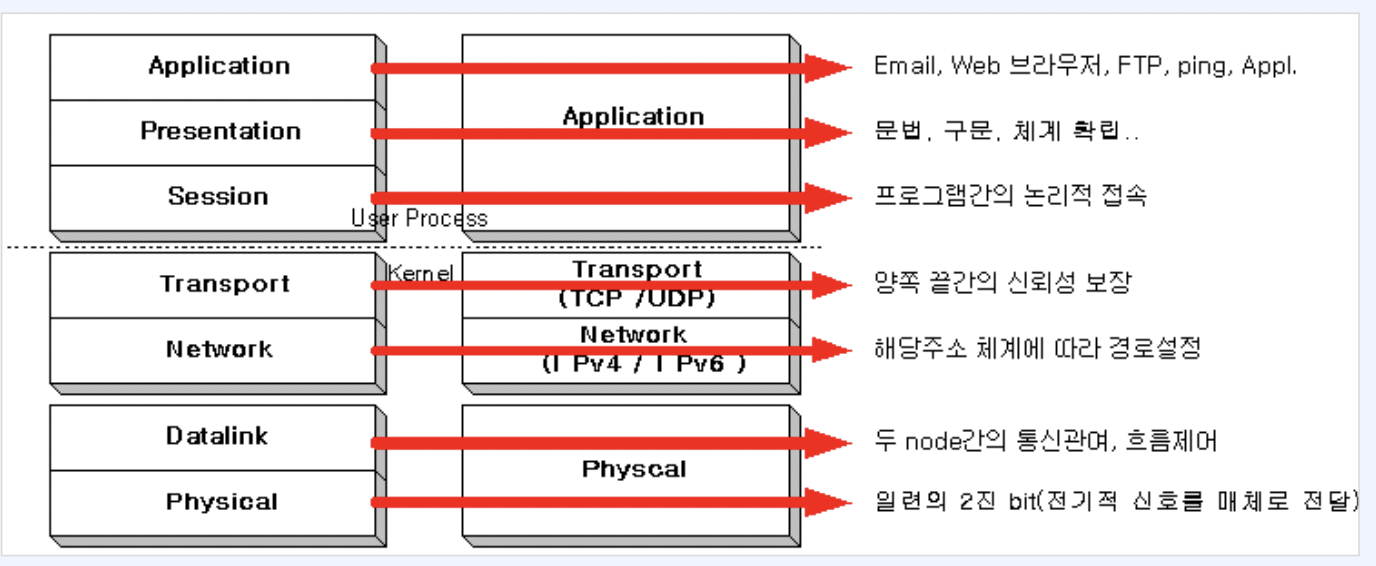 Application
Application
Email, Web 브라우저, FTP, ping, Appl.
Presentation
문법, 구문, 체계 확립..
Session
프로그램간의 논리적 접속
User Process
Kernel
Transport
Transport
(TCP /UDP)
양쪽 끝간의 신뢰성 보장
Network
Network
(I Pv4 / I Pv6 )
해당주소 체계에 따라 경로설정
Datalink
두 node간의 통신관여, 흐름제어
Physcal
Physical
일련의 2진 bit(전기적 신호를 매체로 전달)